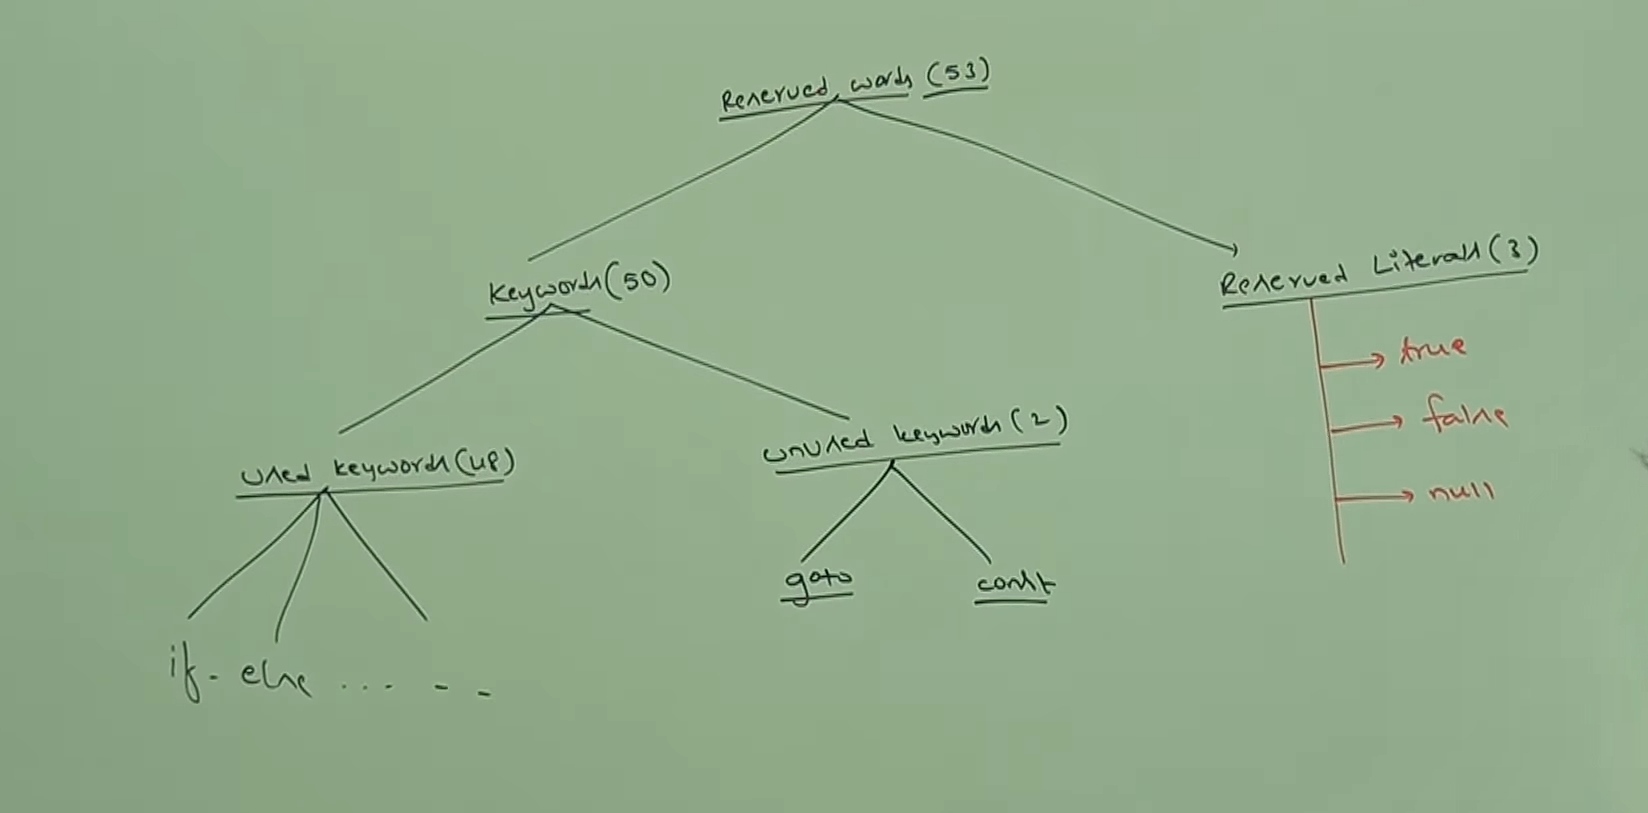 Reserved words (53)
Keywords (50)
Reserved Literals (3)
true
false
null
used keywords (48)
unused keywords (2)
goto
const
if - else ... - -